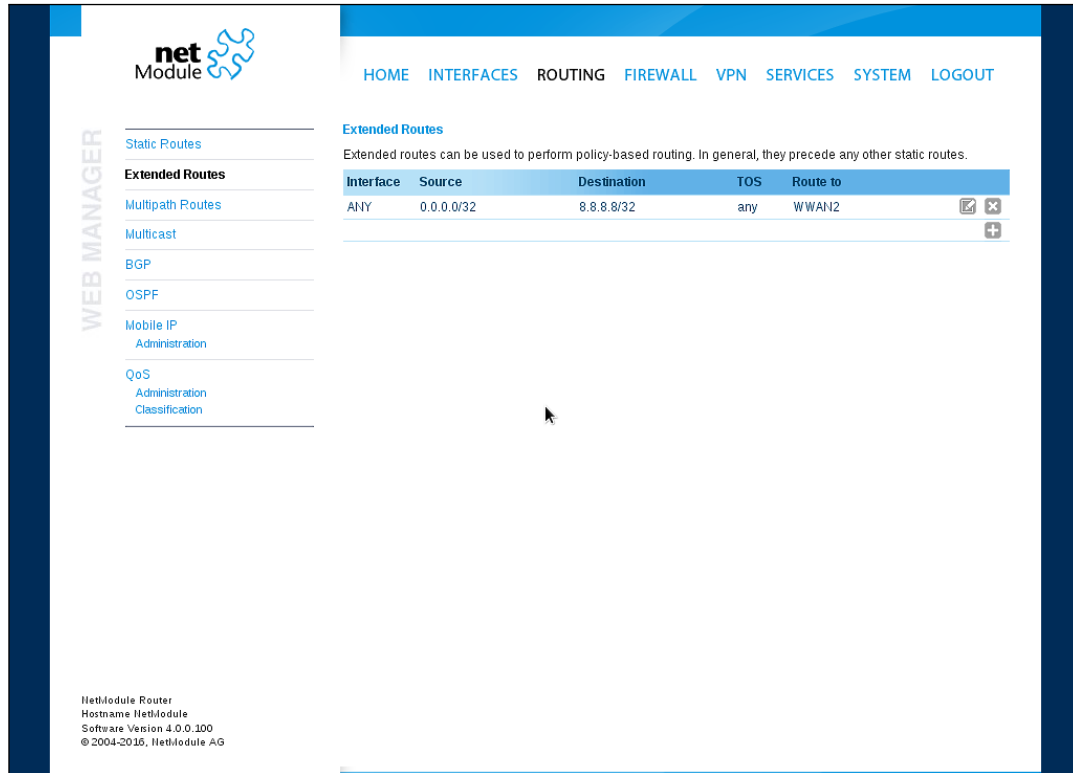 net
Module
HOME INTERFACES ROUTING FIREWALL VPN SERVICES SYSTEM LOGOUT
WEB MANAGER
Static Routes
Extended Routes
Multipath Routes
Multicast
BGP
OSPF
Mobile IP
Administration
QoS
Administration
Classification
Extended Routes
Extended routes can be used to perform policy-based routing. In general, they precede any other static routes.
Interface Source Destination TOS Route to
ANY 0.0.0.0/32 8.8.8.8/32 any WWAN2
NetModule Router
Hostname NetModule
Software Version 4.0.0.100
© 2004-2016, NetModule AG